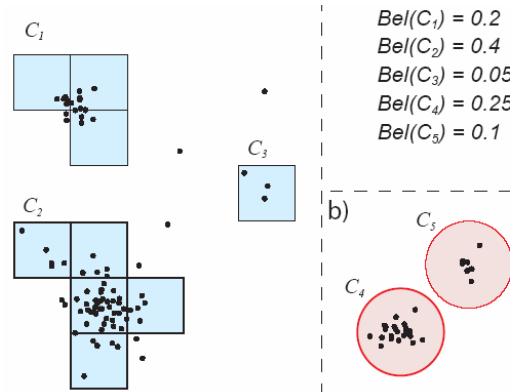 C1
Bel(C1) = 0.2
Bel(C2) = 0.4
Bel(C3) = 0.05
Bel(C4) = 0.25
Bel(C5) = 0.1
C3
C2
b)
C5
C4